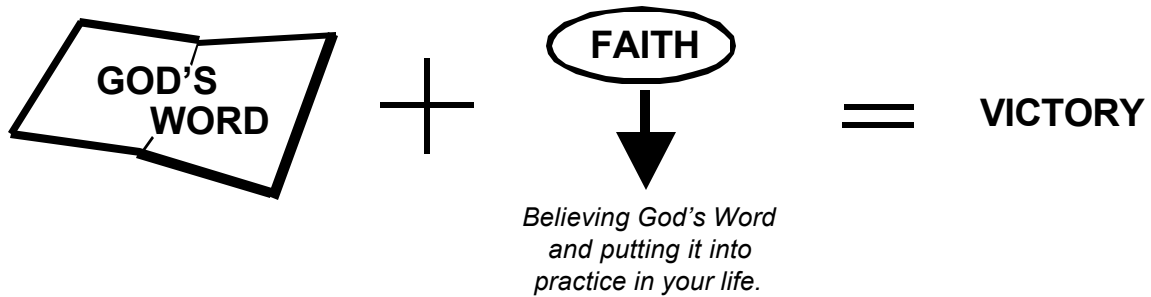 GOD'S
WORD
FAITH
Believing God's Word
and putting it into
practice in your life.
VICTORY